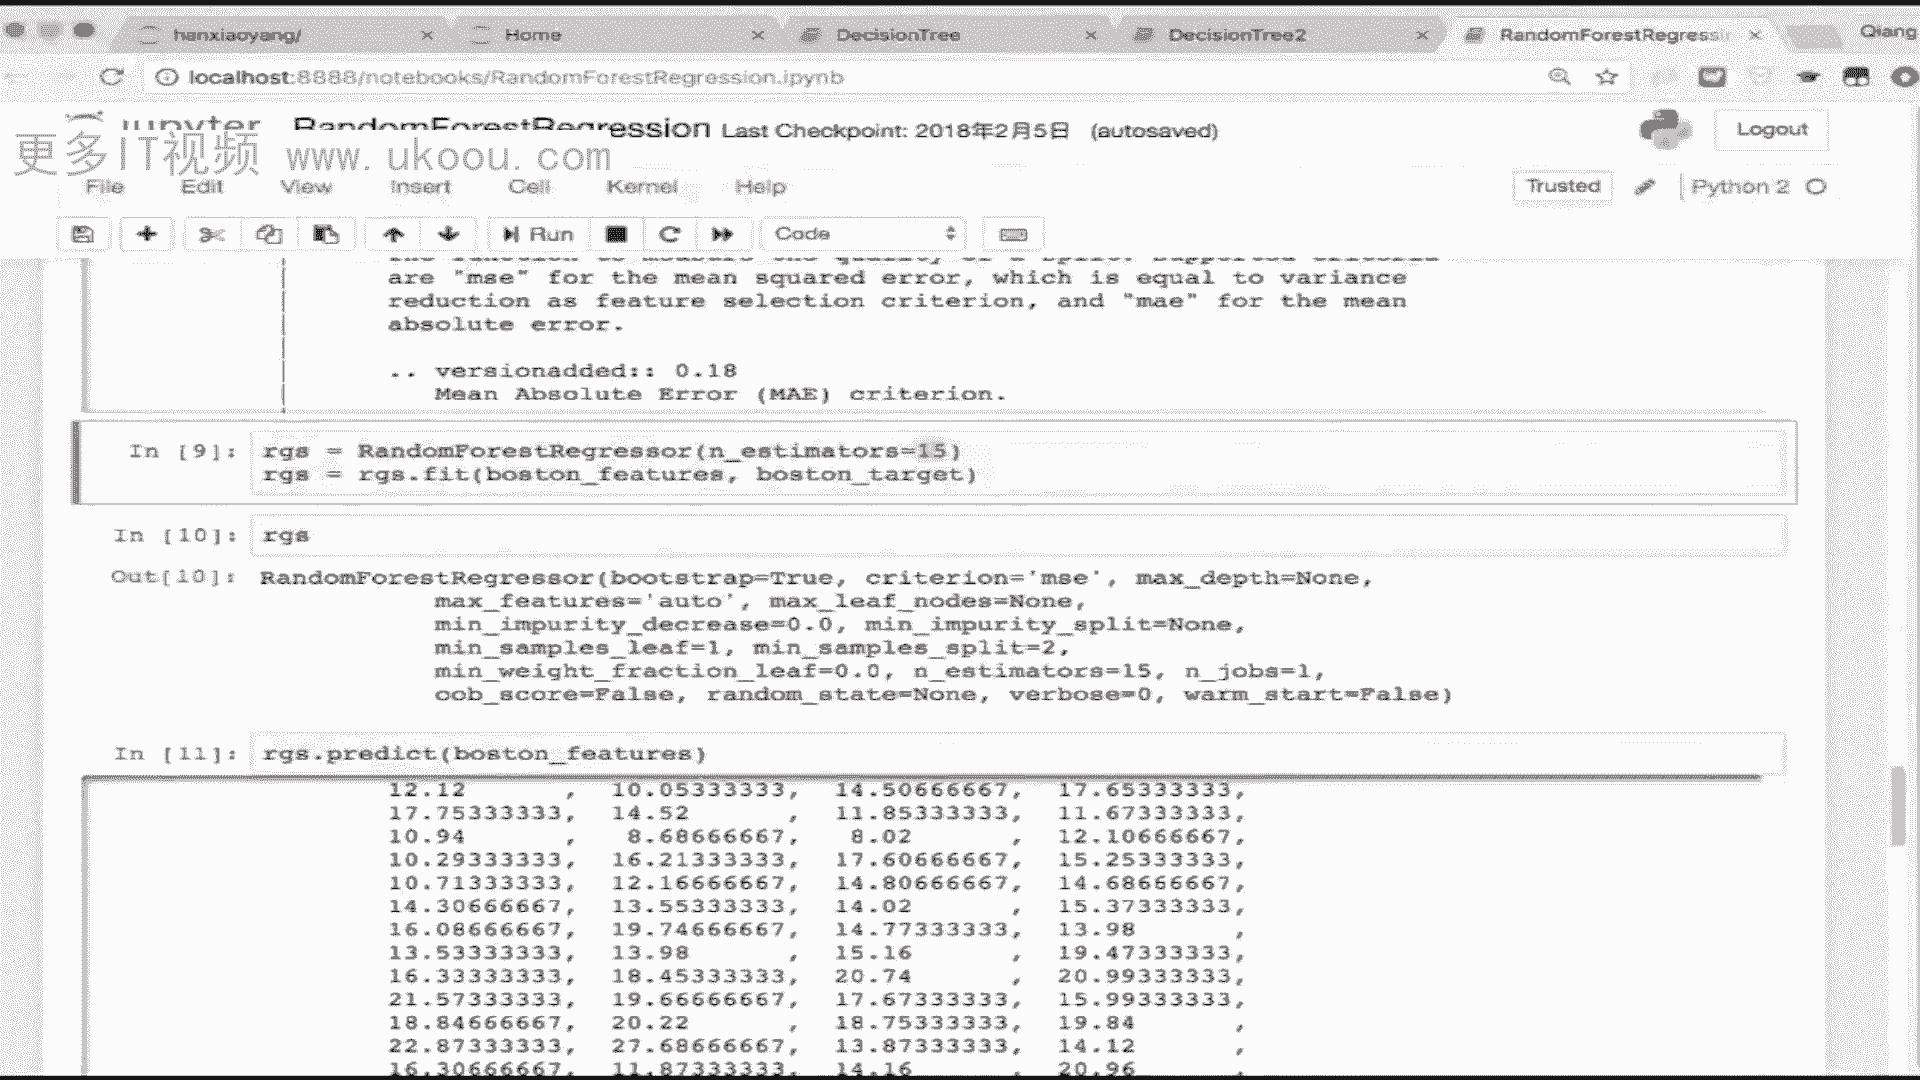 hanxiaoyang/ Home DecisionTree DecisionTree2 RandomForestRegressi Qiang
localhost:8888/notebooks/RandomForestRegression.ipynb
jupyter RandomForestRegression Last Checkpoint: 2018年2月5日 (autosaved) Logout
更多IT视频 www.ukoou.com
File Edit View Insert Cell Kernel Help Trusted Python 2
Run Code
are "mse" for the mean squared error, which is equal to variance
reduction as feature selection criterion, and "mae" for the mean
absolute error.
.. versionadded:: 0.18
Mean Absolute Error (MAE) criterion.
In [9]: rgs = RandomForestRegressor(n_estimators=15)
rgs = rgs.fit(boston_features, boston_target)
In [10]: rgs
Out[10]: RandomForestRegressor(bootstrap=True, criterion='mse', max_depth=None,
max_features='auto', max_leaf_nodes=None,
min_impurity_decrease=0.0, min_impurity_split=None,
min_samples_leaf=1, min_samples_split=2,
min_weight_fraction_leaf=0.0, n_estimators=15, n_jobs=1,
oob_score=False, random_state=None, verbose=0, warm_start=False)
In [11]: rgs.predict(boston_features)
12.12 , 10.05333333, 14.50666667, 17.65333333,
17.75333333, 14.52 , 11.85333333, 11.67333333,
10.94 , 8.68666667, 8.02 , 12.10666667,
10.29333333, 16.21333333, 17.60666667, 15.25333333,
10.71333333, 12.16666667, 14.80666667, 14.68666667,
14.30666667, 13.55333333, 14.02 , 15.37333333,
16.08666667, 19.74666667, 14.77333333, 13.98 ,
13.53333333, 13.98 , 15.16 , 19.47333333,
16.33333333, 18.45333333, 20.74 , 20.99333333,
21.57333333, 19.66666667, 17.67333333, 15.99333333,
18.84666667, 20.22 , 18.75333333, 19.84 ,
22.87333333, 27.68666667, 13.87333333, 14.12 ,
16.30666667, 11.87333333, 14.16 , 20.96